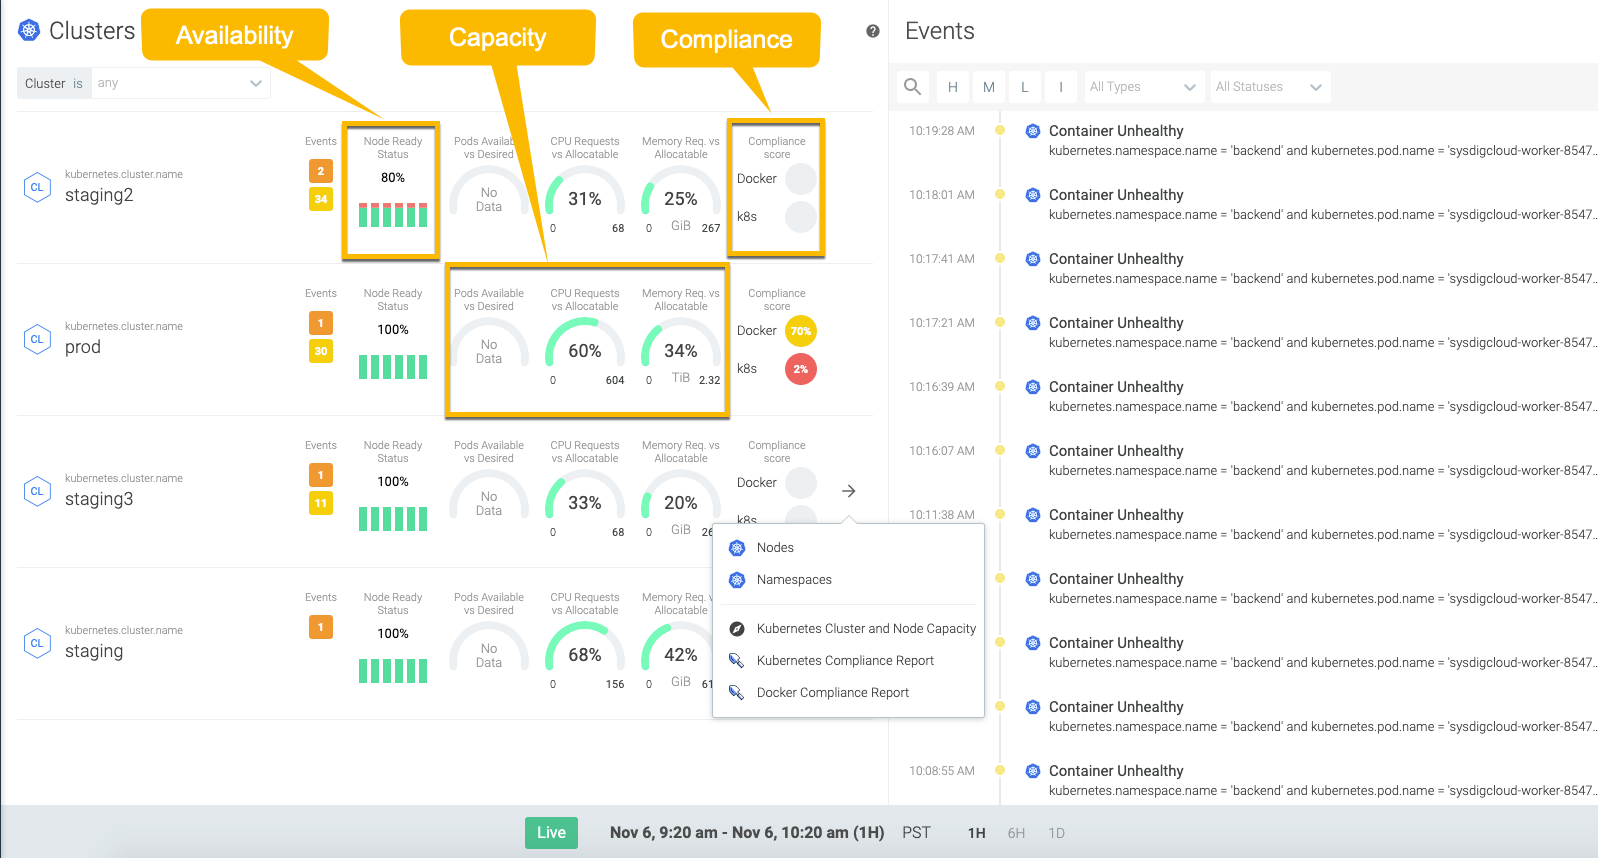 Clusters
Availability
Capacity
Compliance
?
Cluster is any
Events
Node Ready Status
Pods Available vs Desired
CPU Requests vs Allocatable
Memory Req. vs Allocatable
Compliance score
CL
kubernetes.cluster.name
staging2
2
34
80%
No Data
31%
0 68
25%
0 GiB 267
Docker
k8s
Events
Node Ready Status
Pods Available vs Desired
CPU Requests vs Allocatable
Memory Req. vs Allocatable
Compliance score
CL
kubernetes.cluster.name
prod
1
30
100%
No Data
60%
0 604
34%
0 TiB 2.32
Docker 70%
k8s 2%
Events
Node Ready Status
Pods Available vs Desired
CPU Requests vs Allocatable
Memory Req. vs Allocatable
Compliance score
CL
kubernetes.cluster.name
staging3
1
11
100%
No Data
33%
0 68
20%
0 GiB
Docker
k8s
Events
Node Ready Status
Pods Available vs Desired
CPU Requests vs Allocatable
Memory Req. vs Allocatable
CL
kubernetes.cluster.name
staging
1
100%
No Data
68%
0 156
42%
0 GiB
Nodes
Namespaces
Kubernetes Cluster and Node Capacity
Kubernetes Compliance Report
Docker Compliance Report
Events
H M L I All Types All Statuses
10:19:28 AM Container Unhealthy
kubernetes.namespace.name = 'backend' and kubernetes.pod.name = 'sysdigcloud-worker-8547...
10:18:01 AM Container Unhealthy
kubernetes.namespace.name = 'backend' and kubernetes.pod.name = 'sysdigcloud-worker-8547...
10:17:41 AM Container Unhealthy
kubernetes.namespace.name = 'backend' and kubernetes.pod.name = 'sysdigcloud-worker-8547...
10:17:21 AM Container Unhealthy
kubernetes.namespace.name = 'backend' and kubernetes.pod.name = 'sysdigcloud-worker-8547...
10:16:39 AM Container Unhealthy
kubernetes.namespace.name = 'backend' and kubernetes.pod.name = 'sysdigcloud-worker-8547...
10:16:07 AM Container Unhealthy
kubernetes.namespace.name = 'backend' and kubernetes.pod.name = 'sysdigcloud-worker-8547...
10:11:38 AM Container Unhealthy
kubernetes.namespace.name = 'backend' and kubernetes.pod.name = 'sysdigcloud-worker-8547...
Container Unhealthy
kubernetes.namespace.name = 'backend' and kubernetes.pod.name = 'sysdigcloud-worker-8547...
Container Unhealthy
kubernetes.namespace.name = 'backend' and kubernetes.pod.name = 'sysdigcloud-worker-8547...
Container Unhealthy
kubernetes.namespace.name = 'backend' and kubernetes.pod.name = 'sysdigcloud-worker-8547...
10:08:55 AM Container Unhealthy
kubernetes.namespace.name = 'backend' and kubernetes.pod.name = 'sysdigcloud-worker-8547...
Live Nov 6, 9:20 am - Nov 6, 10:20 am (1H) PST 1H 6H 1D